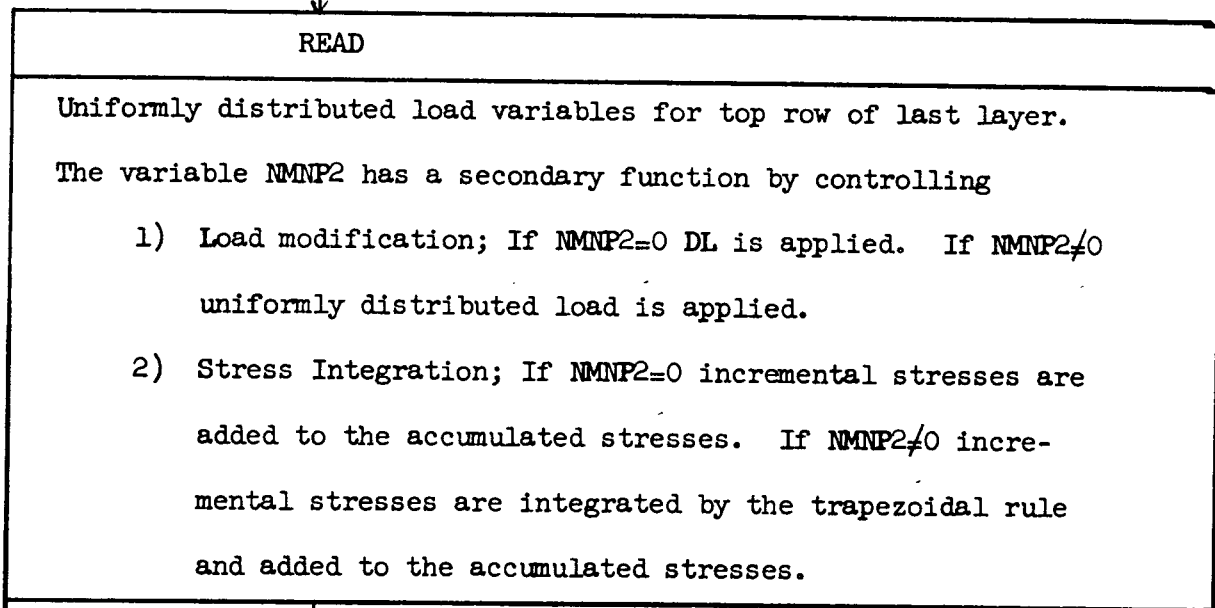 READ
Uniformly distributed load variables for top row of last layer.
The variable NMNP2 has a secondary function by controlling
1) Load modification; If NMNP2=0 DL is applied. If NMNP2≠0
uniformly distributed load is applied.
2) Stress Integration; If NMNP2=0 incremental stresses are
added to the accumulated stresses. If NMNP2≠0 incre-
mental stresses are integrated by the trapezoidal rule
and added to the accumulated stresses.